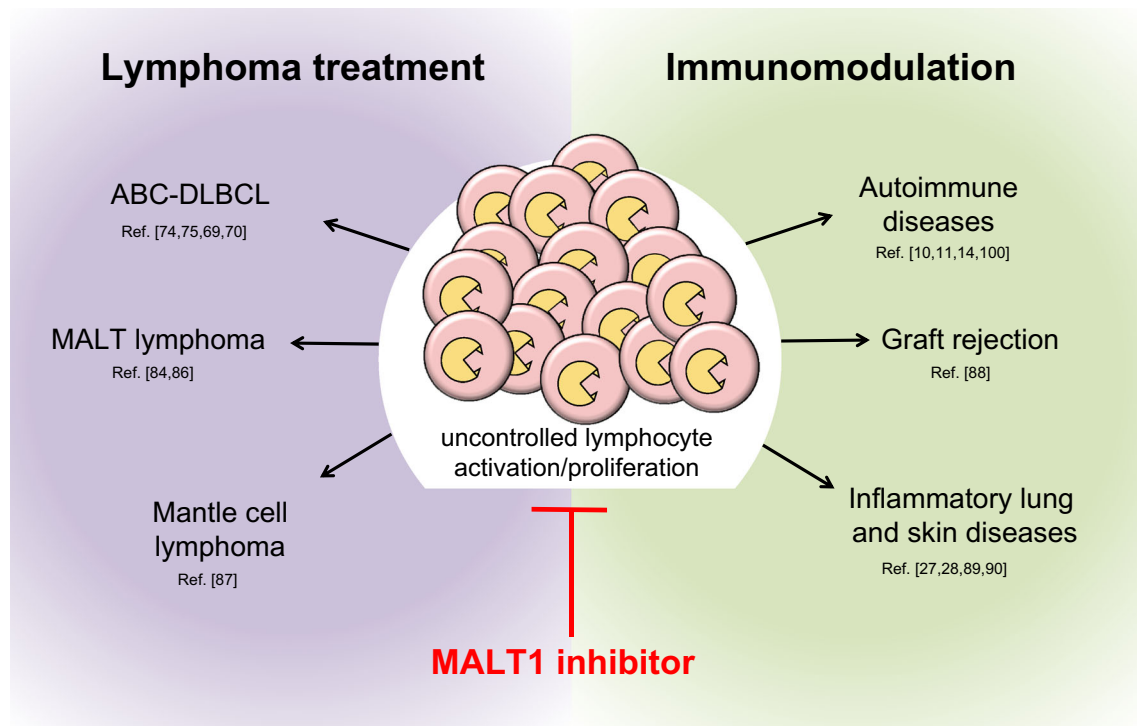 Lymphoma treatment
ABC-DLBCL
Ref. [74,75,69,70]
MALT lymphoma
Ref. [84,86]
Mantle cell
lymphoma
Ref. [87]
uncontrolled lymphocyte
activation/proliferation
MALT1 inhibitor
Immunomodulation
Autoimmune
diseases
Ref. [10,11,14,100]
Graft rejection
Ref. [88]
Inflammatory lung
and skin diseases
Ref. [27,28,89,90]